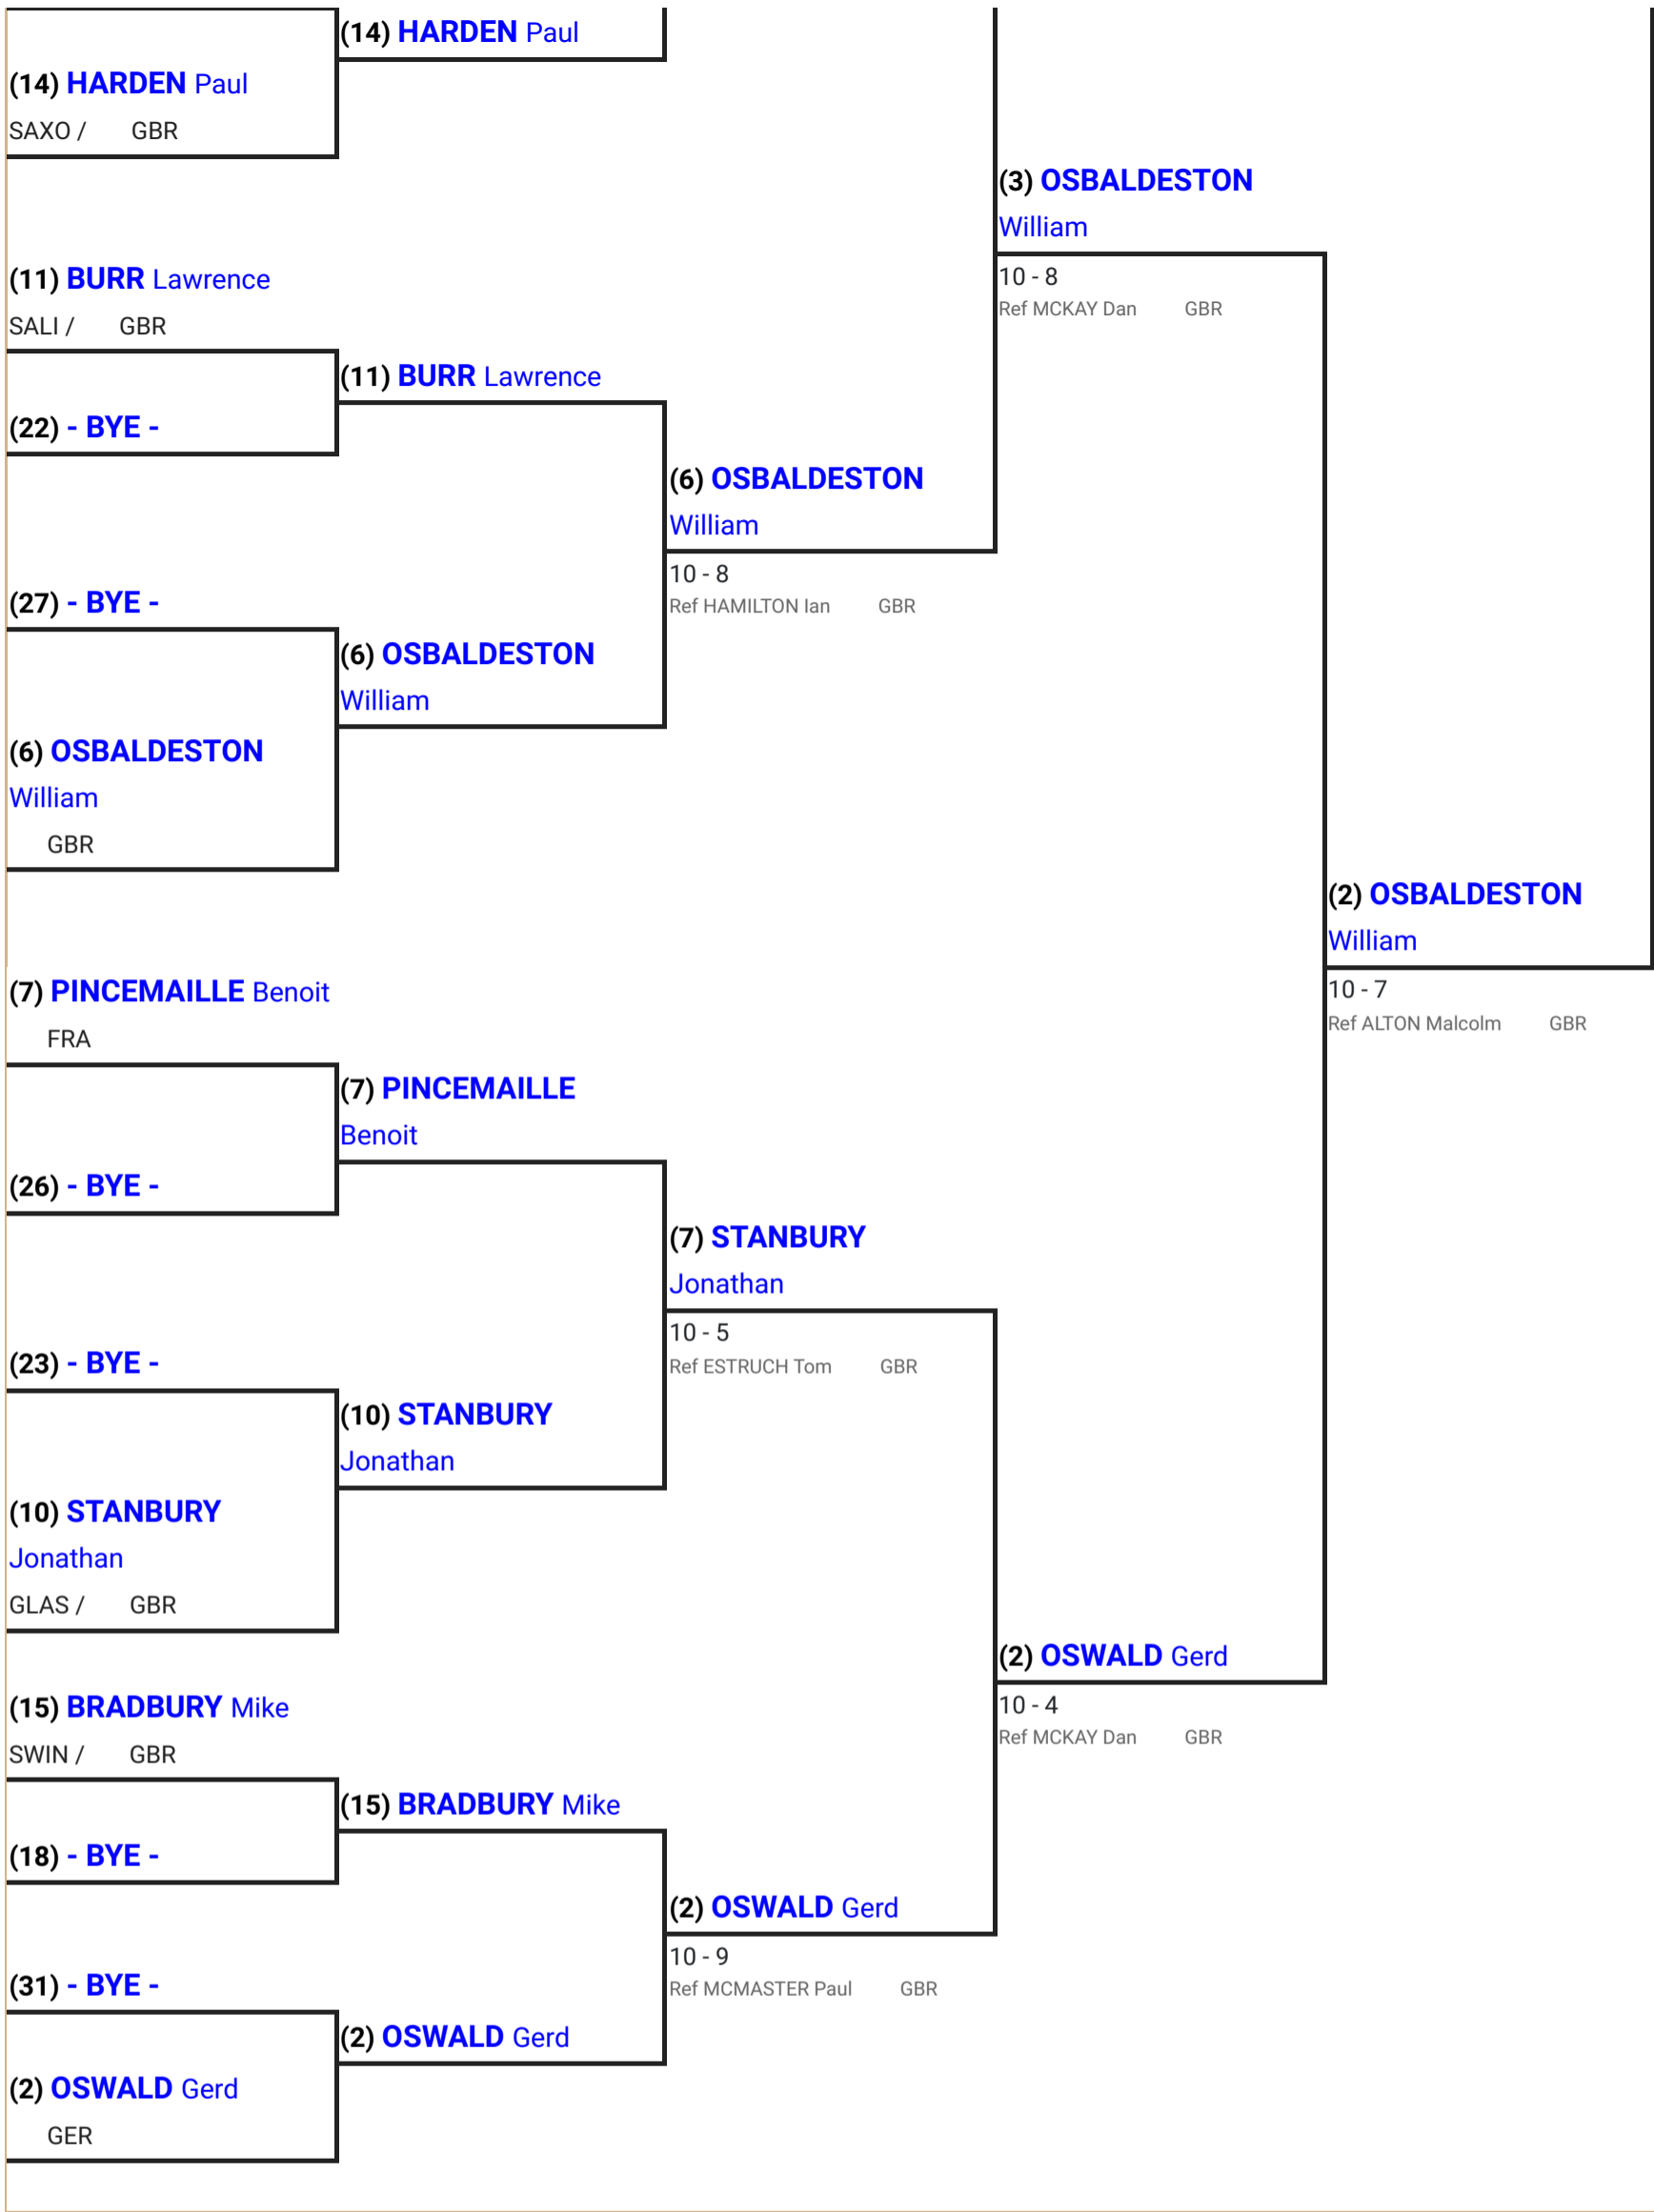 (14) HARDEN Paul
SAXO / GBR
(11) BURR Lawrence
SALI / GBR
(22) - BYE -
(27) - BYE -
(6) OSBALDESTON
William
GBR
(7) PINCEMAILLE Benoit
FRA
(26) - BYE -
(23) - BYE -
(10) STANBURY
Jonathan
GLAS / GBR
(15) BRADBURY Mike
SWIN / GBR
(18) - BYE -
(31) - BYE -
(2) OSWALD Gerd
GER
(14) HARDEN Paul
(11) BURR Lawrence
(6) OSBALDESTON
William
(7) PINCEMAILLE
Benoit
(10) STANBURY
Jonathan
(15) BRADBURY Mike
(2) OSWALD Gerd
(6) OSBALDESTON
William
10 - 8
Ref HAMILTON Ian GBR
(7) STANBURY
Jonathan
10 - 5
Ref ESTRUCH Tom GBR
(2) OSWALD Gerd
10 - 9
Ref MCMASTER Paul GBR
(3) OSBALDESTON
William
10 - 8
Ref MCKAY Dan GBR
(2) OSWALD Gerd
10 - 4
Ref MCKAY Dan GBR
(2) OSBALDESTON
William
10 - 7
Ref ALTON Malcolm GBR